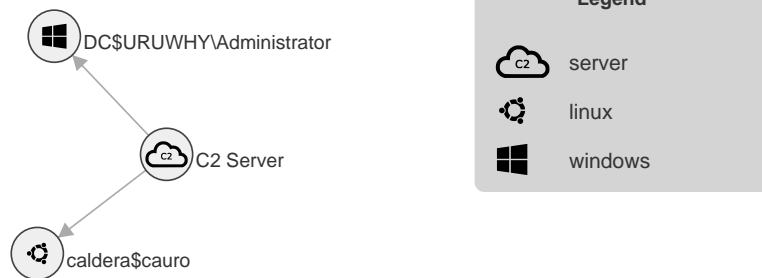 Legend
DC$URUWHY\Administrator
C2
server
linux
C2
C2 Server
windows
caldera$cauro